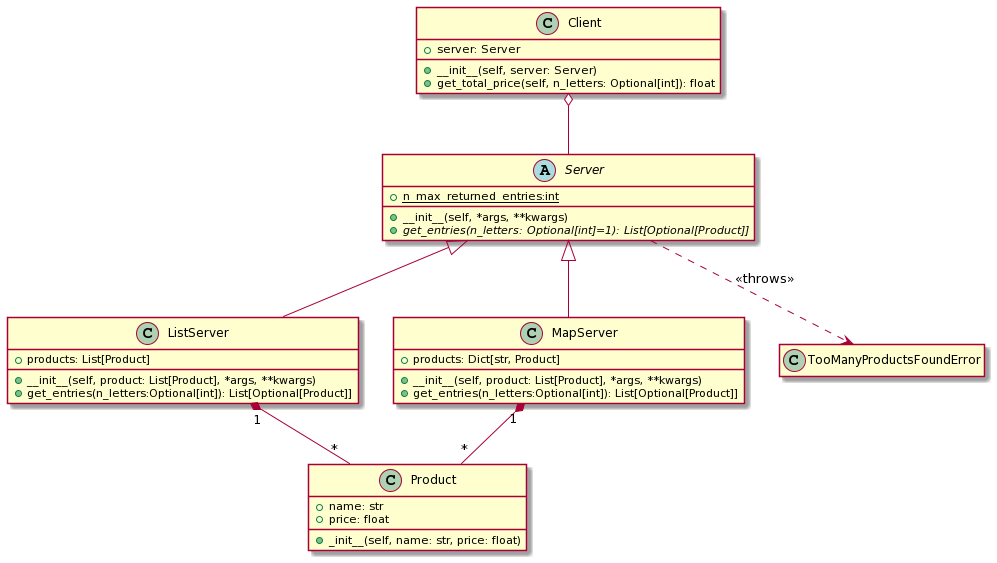 C Client
server: Server
__init__(self, server: Server)
get_total_price(self, n_letters: Optional[int]): float
A Server
n_max_returned_entries:int
__init__(self, *args, **kwargs)
get_entries(n_letters: Optional[int]=1): List[Optional[Product]]
«throws»
C ListServer
products: List[Product]
__init__(self, product: List[Product], *args, **kwargs)
get_entries(n_letters:Optional[int]): List[Optional[Product]]
C MapServer
products: Dict[str, Product]
__init__(self, product: List[Product], *args, **kwargs)
get_entries(n_letters:Optional[int]): List[Optional[Product]]
C TooManyProductsFoundError
1
1
*
*
C Product
name: str
price: float
_init__(self, name: str, price: float)